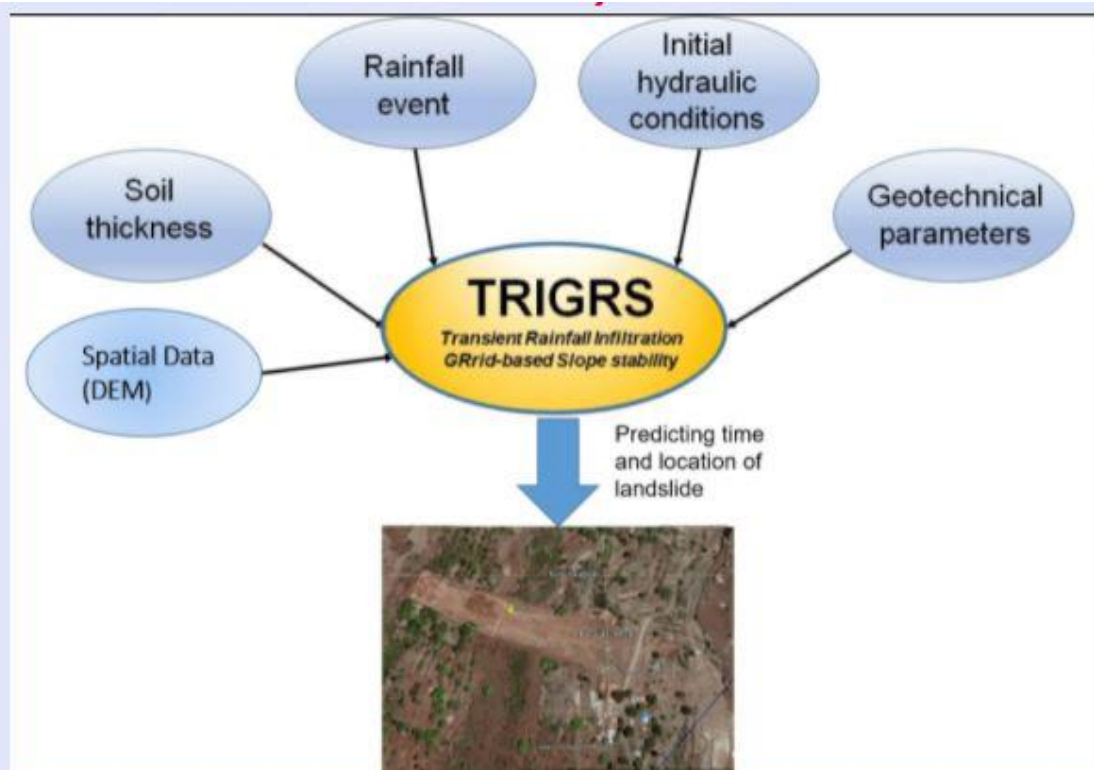 Rainfall
event
Initial
hydraulic
conditions
Soil
thickness
Geotechnical
parameters
Spatial Data
(DEM)
TRIGRS
Transient Rainfall Infiltration
GRrid-based Slope stability
Predicting time
and location of
landslide